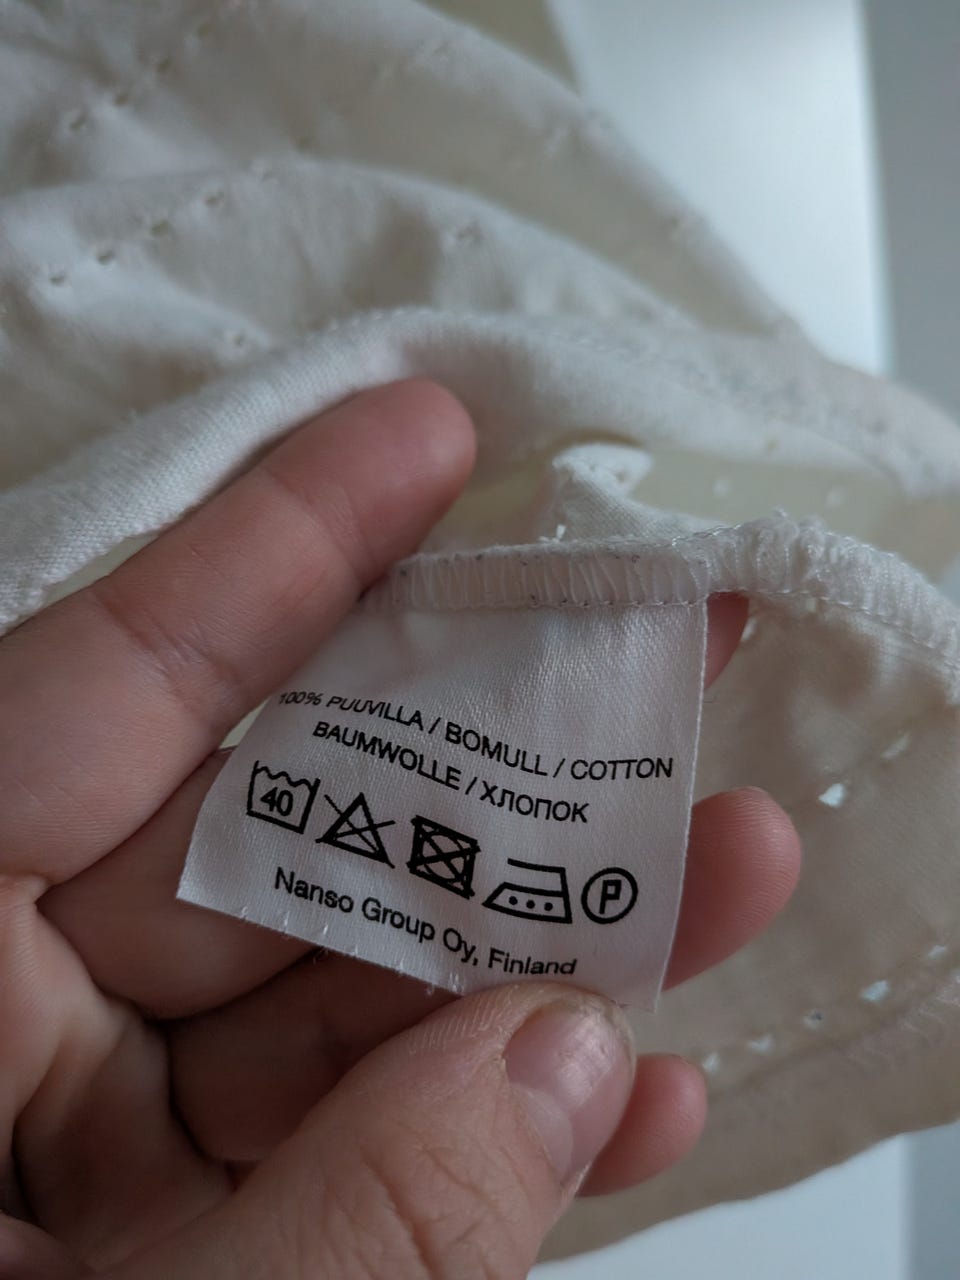 100% PUUVILLA / BOMULL / COTTON
BAUMWOLLE / ХЛОПОК
40 P
Nanso Group Oy, Finland